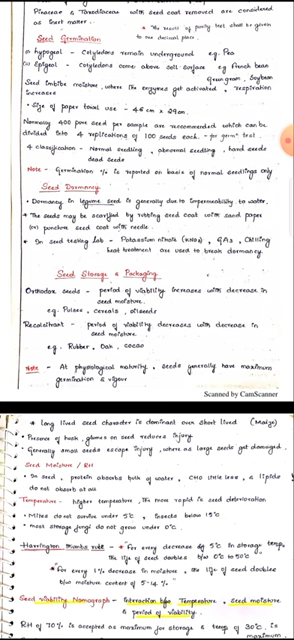 Pinaceae & Taxodiaceae with seed coat removed are considered
as inert matter.
* The result of purity test shall be given
to one decimal place.
Seed Germination
(i) hypogeal - Cotyledons remain underground e.g. Pea
(ii) Epigeal - Cotyledons come above soil surface e.g. french bean
Greengram, Soybean
Seed imbibe moisture, where the enzymes get activated, respiration
increases
* Size of paper towel use - 46 cm x 29 cm.
Normally 400 pure seed per sample are recommended which can be
divided into 4 replications of 100 seeds each - for germn test.
4 classification - Normal seedling, abnormal seedling, hard seeds
dead seeds
Note - Germination % is reported on basis of normal seedlings only
Seed Dormancy
• Dormancy in legume seed is generally due to impermeability to water.
* The seeds may be scarified by rubbing seed coat with sand paper
(or) puncture seed coat with needle.
* In seed testing lab - Potassium nitrate (KNO3), GA3, Chilling
heat treatment are used to break dormancy.
Seed Storage & Packaging
Orthodox seeds - period of viability increases with decrease in
seed moisture.
e.g. Pulses, cereals, oilseeds
Recalcitrant - period of viability decreases with decrease in
seed moisture.
e.g. Rubber, Oak, cocoa
Note - At physiological maturity, seeds generally have maximum
germination & vigour
Scanned by CamScanner
* Long lived seed character is dominant over short lived (Maize)
* Presence of husk, glumes on seed reduces injury.
* Generally small seeds escape injury, where as large seeds get damaged.
Seed Moisture / RH
• In seed, protein absorbs bulk of water, CHO little less, & lipids
do not absorb at all
Temperature - higher temperature, the more rapid is seed deterioration
• Mites do not survive under 5°C, insects below 15°C
• most storage fungi do not grow under 0°C.
Harrington thumbs rule - * "For every decrease of 5°C in storage temp,
the life of seed doubles b/w 0°C to 50°C
* "For every 1% decrease in moisture, the life of seed doubles
b/w moisture content of 5-14%"
Seed viability Nomograph - Interaction b/w Temperature, seed moisture
& period of viability.
RH of 70% is accepted as maximum for storage & temp of 30°C is
maximum